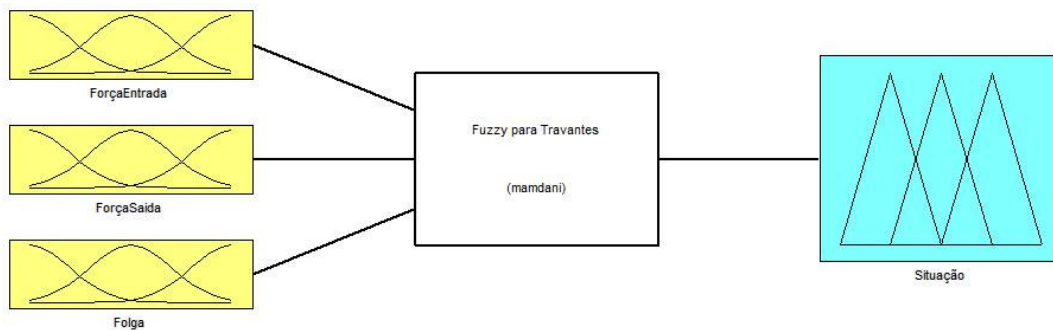 ForçaEntrada
ForçaSaida
Folga
Fuzzy para Travantes
(mamdani)
Situação